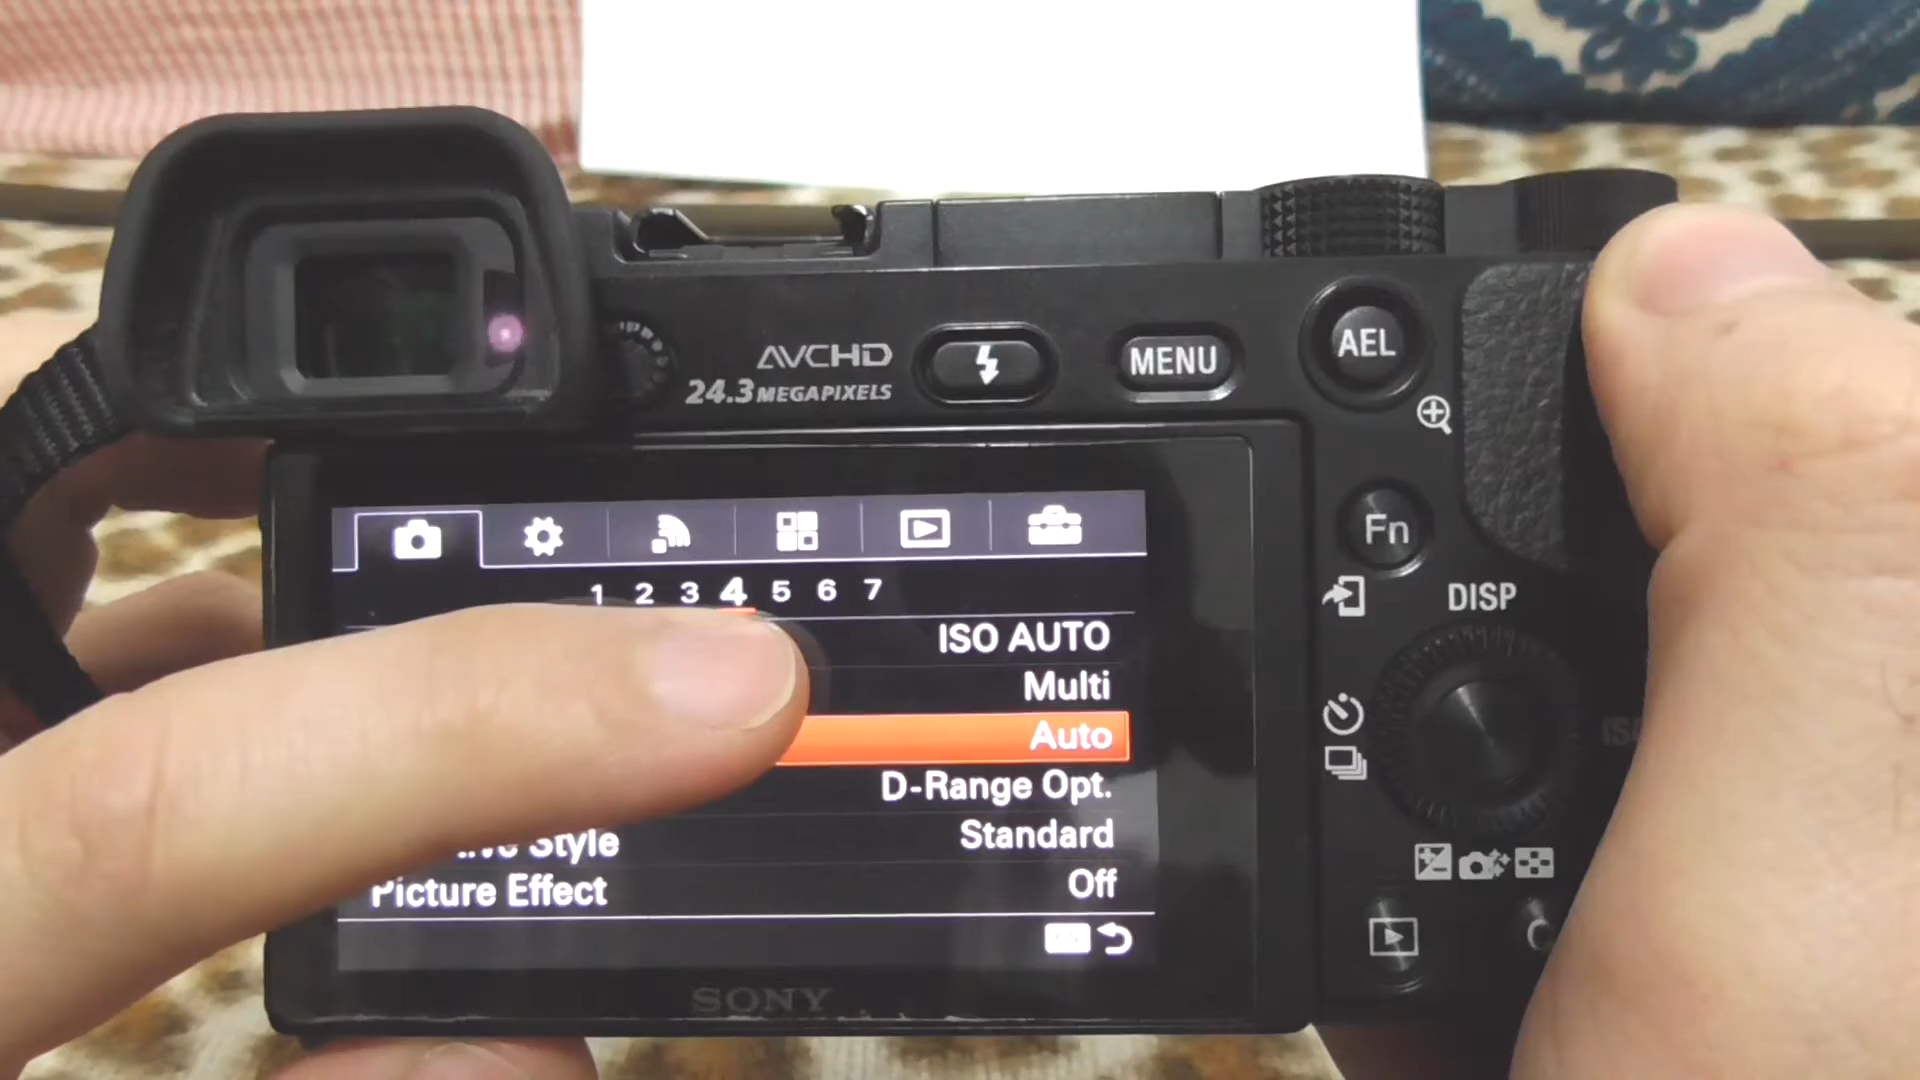 AVCHD
24.3 MEGAPIXELS
MENU
AEL
Fn
DISP
1 2 3 4 5 6 7
ISO AUTO
Multi
Auto
D-Range Opt.
Style Standard
Picture Effect Off
SONY